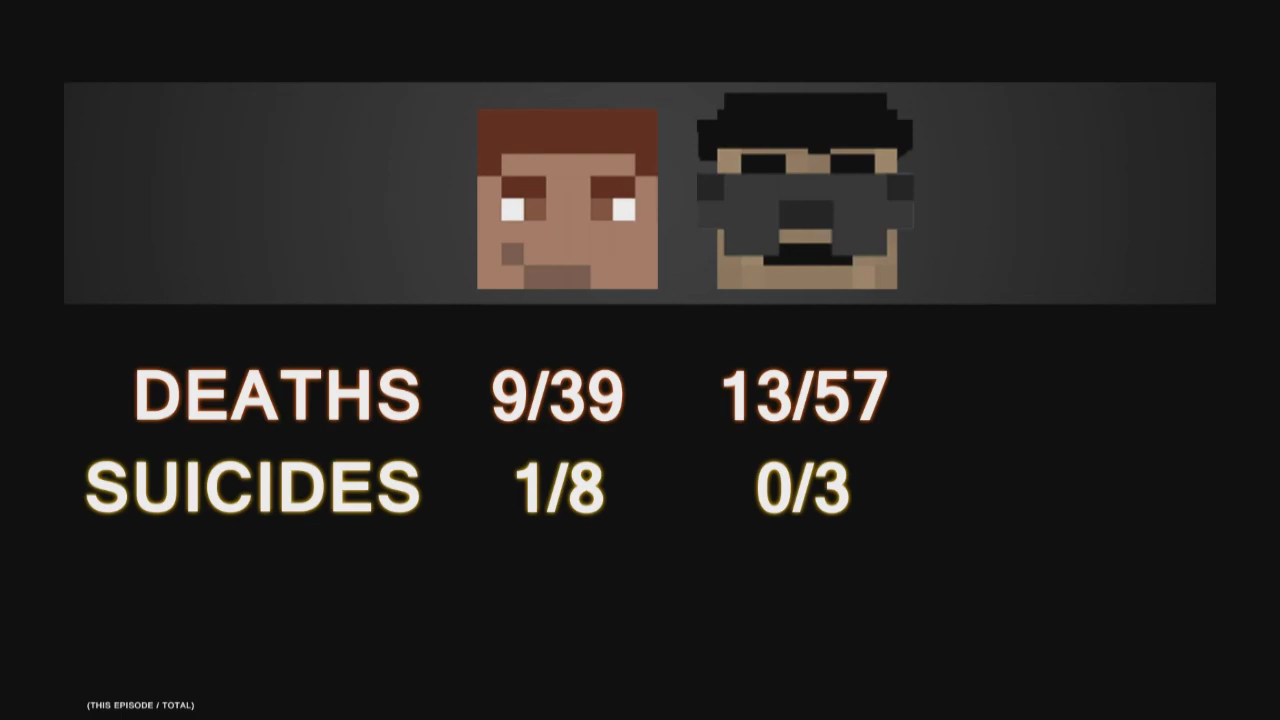 DEATHS 9/39 13/57
SUICIDES 1/8 0/3
(THIS EPISODE / TOTAL)